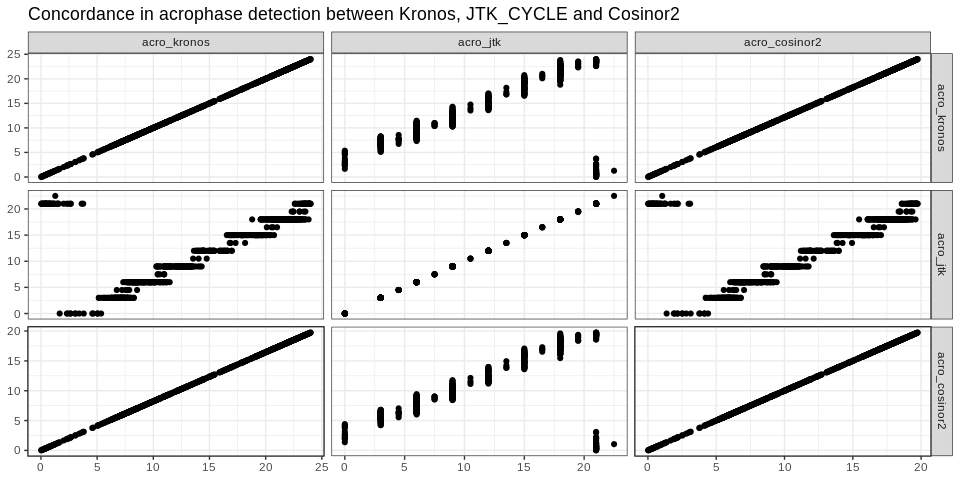 Concordance in acrophase detection between Kronos, JTK_CYCLE and Cosinor2
acro_kronos acro_jtk acro_cosinor2
25
20
15
10
5
0
acro_kronos
20
15
10
5
0
acro_jtk
20
15
10
5
0
acro_cosinor2
0 5 10 15 20 25 0 5 10 15 20 0 5 10 15 20